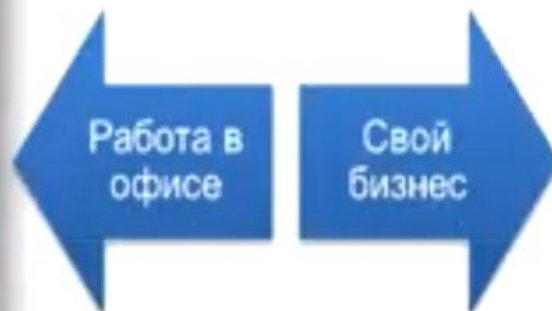 Работа в
офисе
Свой
бизнес